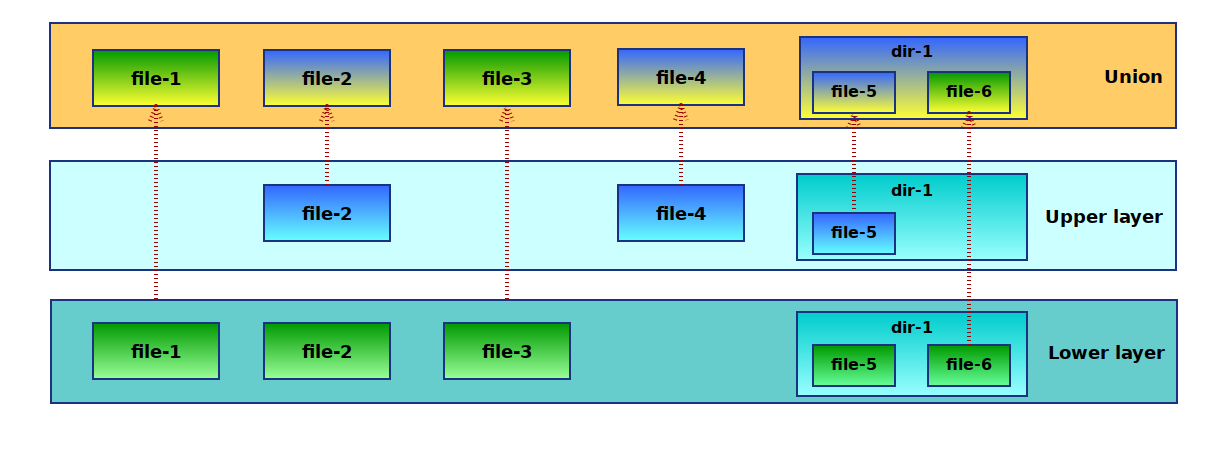 file-1
file-2
file-3
file-4
dir-1
file-5
file-6
Union
file-2
file-4
dir-1
file-5
Upper layer
file-1
file-2
file-3
dir-1
file-5
file-6
Lower layer